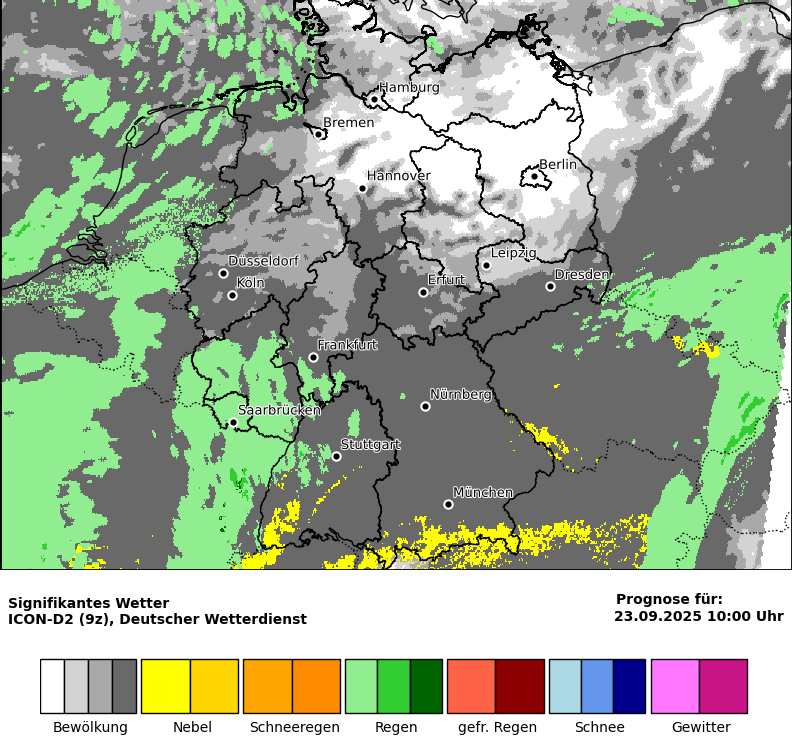 Hamburg
Bremen
Berlin
Hannover
Düsseldorf
Leipzig
Köln
Erfurt
Dresden
Frankfurt
Nürnberg
Saarbrücken
Stuttgart
München
Signifikantes Wetter
ICON-D2 (9z), Deutscher Wetterdienst
Prognose für:
23.09.2025 10:00 Uhr
Bewölkung
Nebel
Schneeregen
Regen
gefr. Regen
Schnee
Gewitter